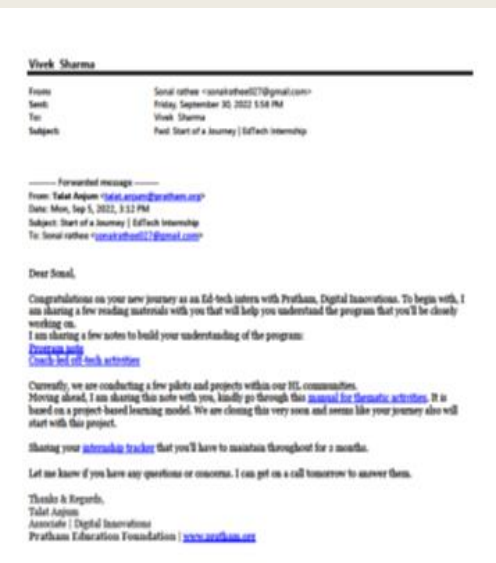 Vivek Sharma
From: Sonal rathee <sonalrathee027@gmail.com>
Sent: Friday, September 30, 2022 5:58 PM
To: Vivek Sharma
Subject: Fwd: Start of a Journey | EdTech Internship
---------- Forwarded message ---------
From: Talat Anjum <talat.anjum@pratham.org>
Date: Mon, Sep 5, 2022, 3:12 PM
Subject: Start of a Journey | EdTech Internship
To: Sonal rathee <sonalrathee027@gmail.com>
Dear Sonal,
Congratulations on your new journey as an Ed-tech intern with Pratham, Digital Innovations. To begin with, I
am sharing a few reading materials with you that will help you understand the program that you'll be closely
working on.
I am sharing a few notes to build your understanding of the program:
Program note
Coach-led off-tech activities
Currently, we are conducting a few pilots and projects within our HL communities.
Moving ahead, I am sharing this note with you, kindly go through this manual for thematic activities. It is
based on a project-based learning model. We are closing this very soon and seems like your journey also will
start with this project.
Sharing your internship tracker that you'll have to maintain throughout for 2 months.
Let me know if you have any questions or concerns. I can get on a call tomorrow to answer them.
Thanks & Regards,
Talat Anjum
Associate | Digital Innovations
Pratham Education Foundation | www.pratham.org